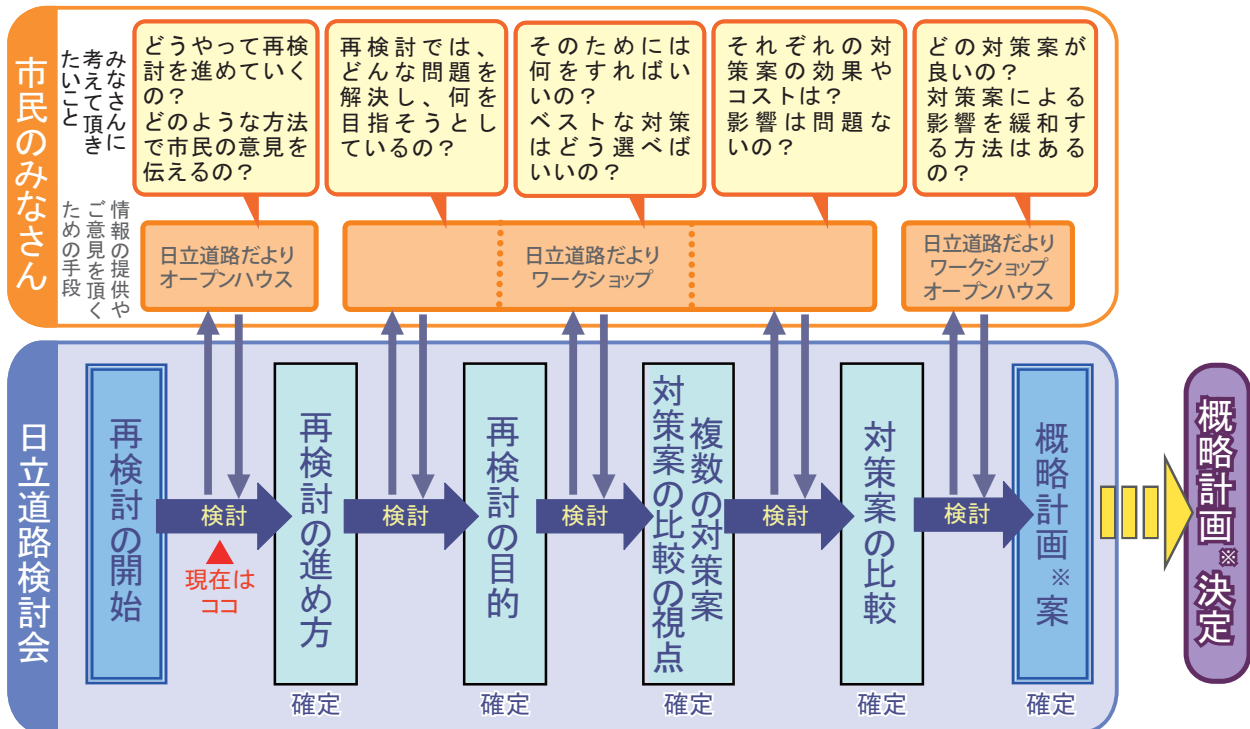 市民のみなさん
みなさんに
考えて頂き
たいこと
どうやって再検
討を進めていく
の？
どのような方法
で市民の意見を
伝えるの？
再検討では、
どんな問題を
解決し、何を
目指そうとし
ているの？
そのためには
何をすればい
いの？
ベストな対策
はどう選べば
いいの？
それぞれの対
策案の効果や
コストは？
影響は問題な
いの？
どの対策案が
良いの？
対策案による
影響を緩和す
る方法はある
の？
情報の提供や
ご意見を頂く
ための手段
日立道路だより
オープンハウス
日立道路だより
ワークショップ
日立道路だより
ワークショップ
オープンハウス
日立道路検討会
再検討の開始
検討
現在は
ココ
再検討の進め方
確定
検討
再検討の目的
確定
検討
複数の対策案
対策案の比較の視点
確定
検討
対策案の比較
確定
検討
概略計画※案
確定
概略計画※決定